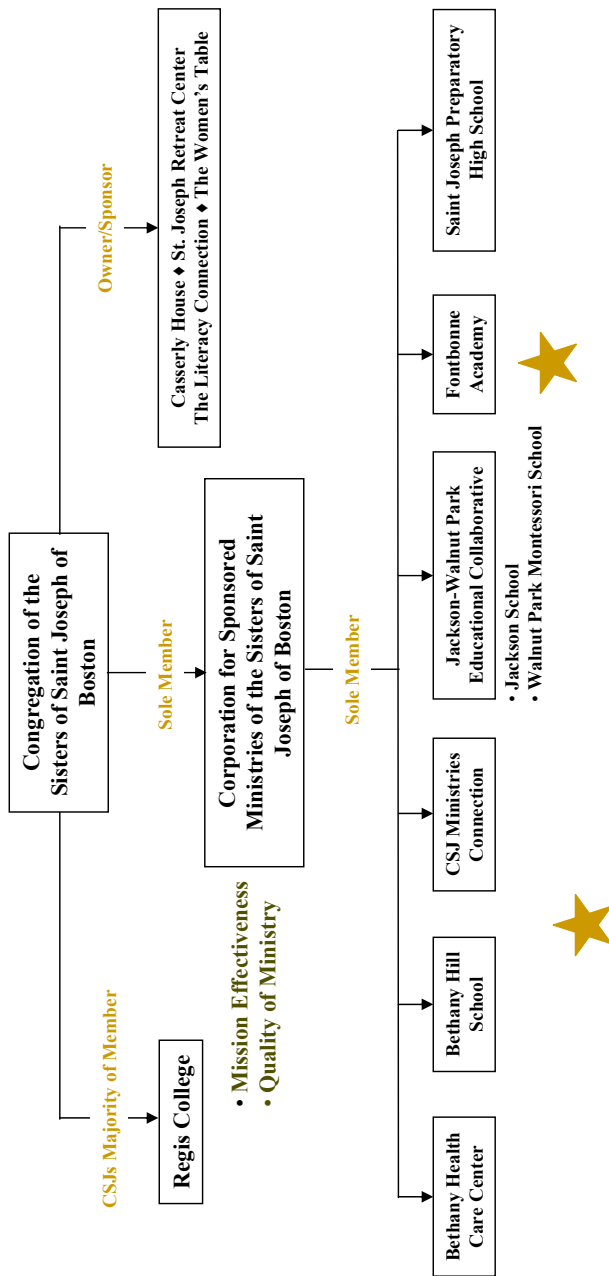 Congregation of the
Sisters of Saint Joseph of
Boston
CSJs Majority of Member
Sole Member
Owner/Sponsor
Regis College
Corporation for Sponsored
Ministries of the Sisters of Saint
Joseph of Boston
Casserly House ♦ St. Joseph Retreat Center
The Literacy Connection ♦ The Women’s Table
• Mission Effectiveness
• Quality of Ministry
Sole Member
Bethany Health
Care Center
Bethany Hill
School
CSJ Ministries
Connection
Jackson-Walnut Park
Educational Collaborative
• Jackson School
• Walnut Park Montessori School
Fontbonne
Academy
Saint Joseph Preparatory
High School